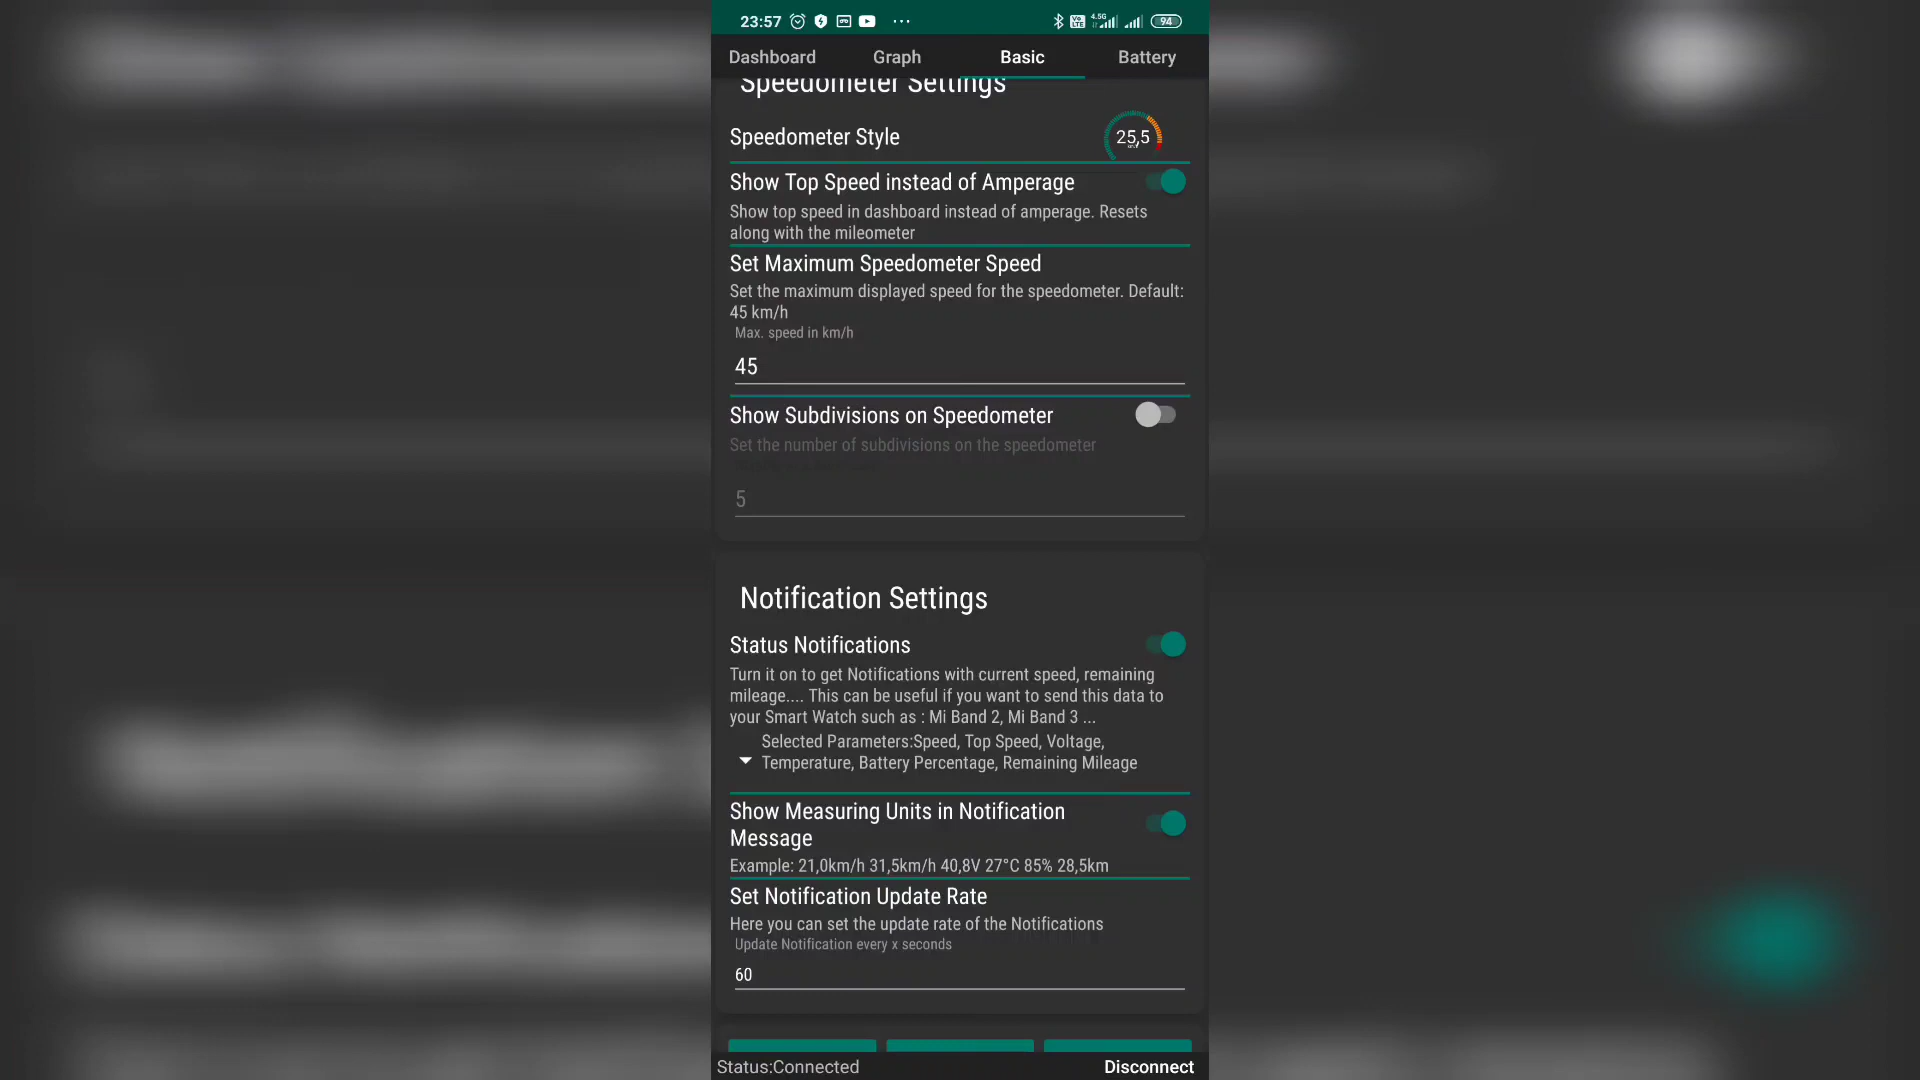 23:57
4.5G
Vo LTE
94
Dashboard Graph Basic Battery
Speedometer Settings
Speedometer Style
25,5
Show Top Speed instead of Amperage
Show top speed in dashboard instead of amperage. Resets
along with the mileometer
Set Maximum Speedometer Speed
Set the maximum displayed speed for the speedometer. Default:
45 km/h
Max. speed in km/h
45
Show Subdivisions on Speedometer
Set the number of subdivisions on the speedometer
5
Notification Settings
Status Notifications
Turn it on to get Notifications with current speed, remaining
mileage.... This can be useful if you want to send this data to
your Smart Watch such as : Mi Band 2, Mi Band 3 ...
Selected Parameters:Speed, Top Speed, Voltage,
Temperature, Battery Percentage, Remaining Mileage
Show Measuring Units in Notification
Message
Example: 21,0km/h 31,5km/h 40,8V 27°C 85% 28,5km
Set Notification Update Rate
Here you can set the update rate of the Notifications
Update Notification every x seconds
60
Status:Connected Disconnect